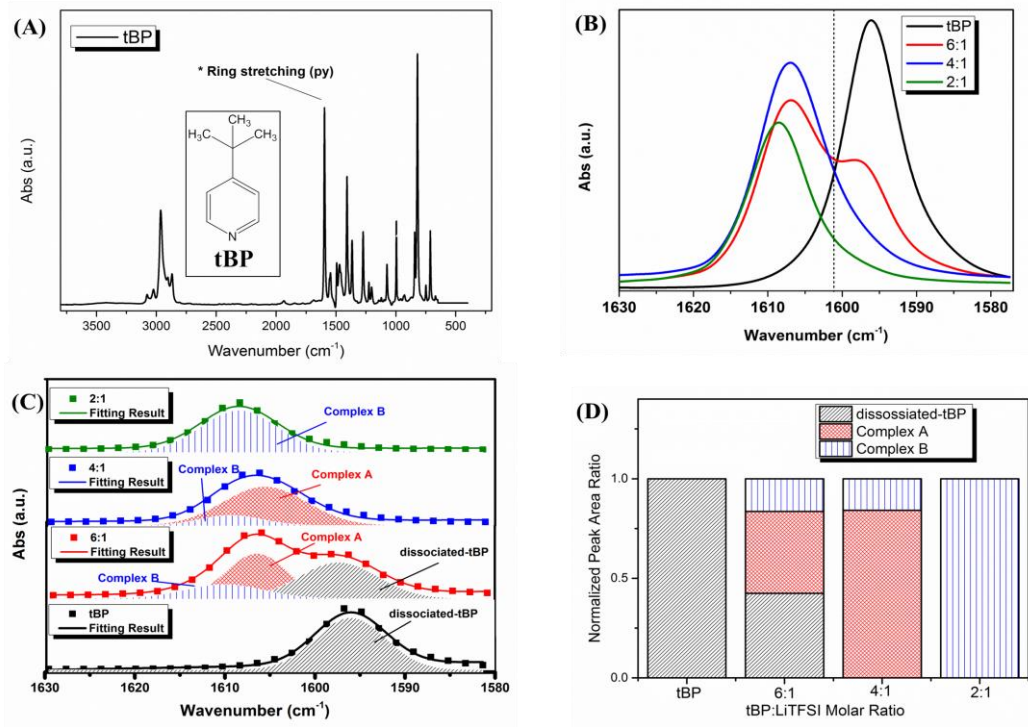 (A)
tBP
* Ring stretching (py)
CH₃
H₃C
CH₃
N
tBP
Abs (a.u.)
3500 3000 2500 2000 1500 1000 500
Wavenumber (cm⁻¹)
(B)
tBP
6:1
4:1
2:1
Abs (a.u.)
1630 1620 1610 1600 1590 1580
Wavenumber (cm⁻¹)
(C)
2:1
Fitting Result
Complex B
4:1
Fitting Result
Complex B
Complex A
6:1
Fitting Result
Complex B
Complex A
dissociated-tBP
tBP
Fitting Result
dissociated-tBP
Abs (a.u.)
1630 1620 1610 1600 1590 1580
Wavenumber (cm⁻¹)
(D)
dissossiated-tBP
Complex A
Complex B
Normalized Peak Area Ratio
1.0
0.5
0.0
tBP 6:1 4:1 2:1
tBP:LiTFSI Molar Ratio